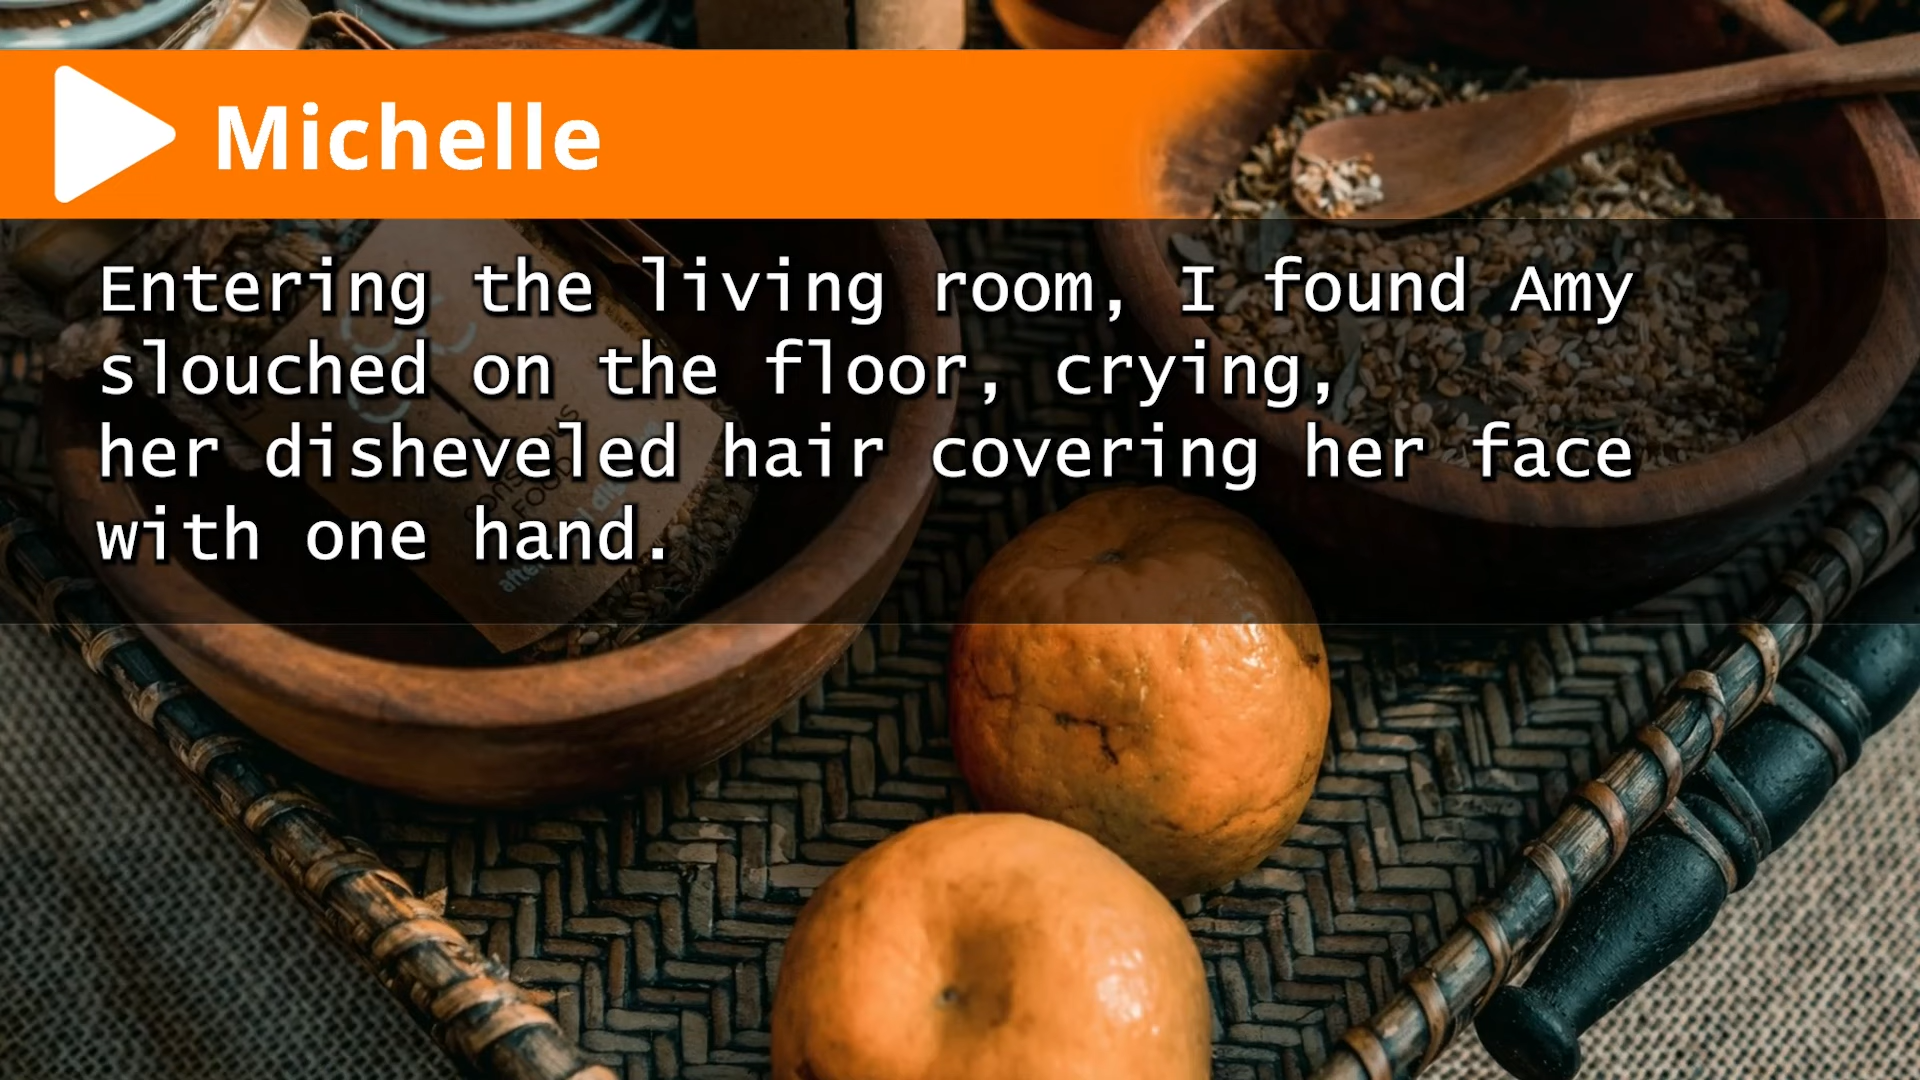 Michelle
Entering the living room, I found Amy
slouched on the floor, crying,
her disheveled hair covering her face
with one hand.